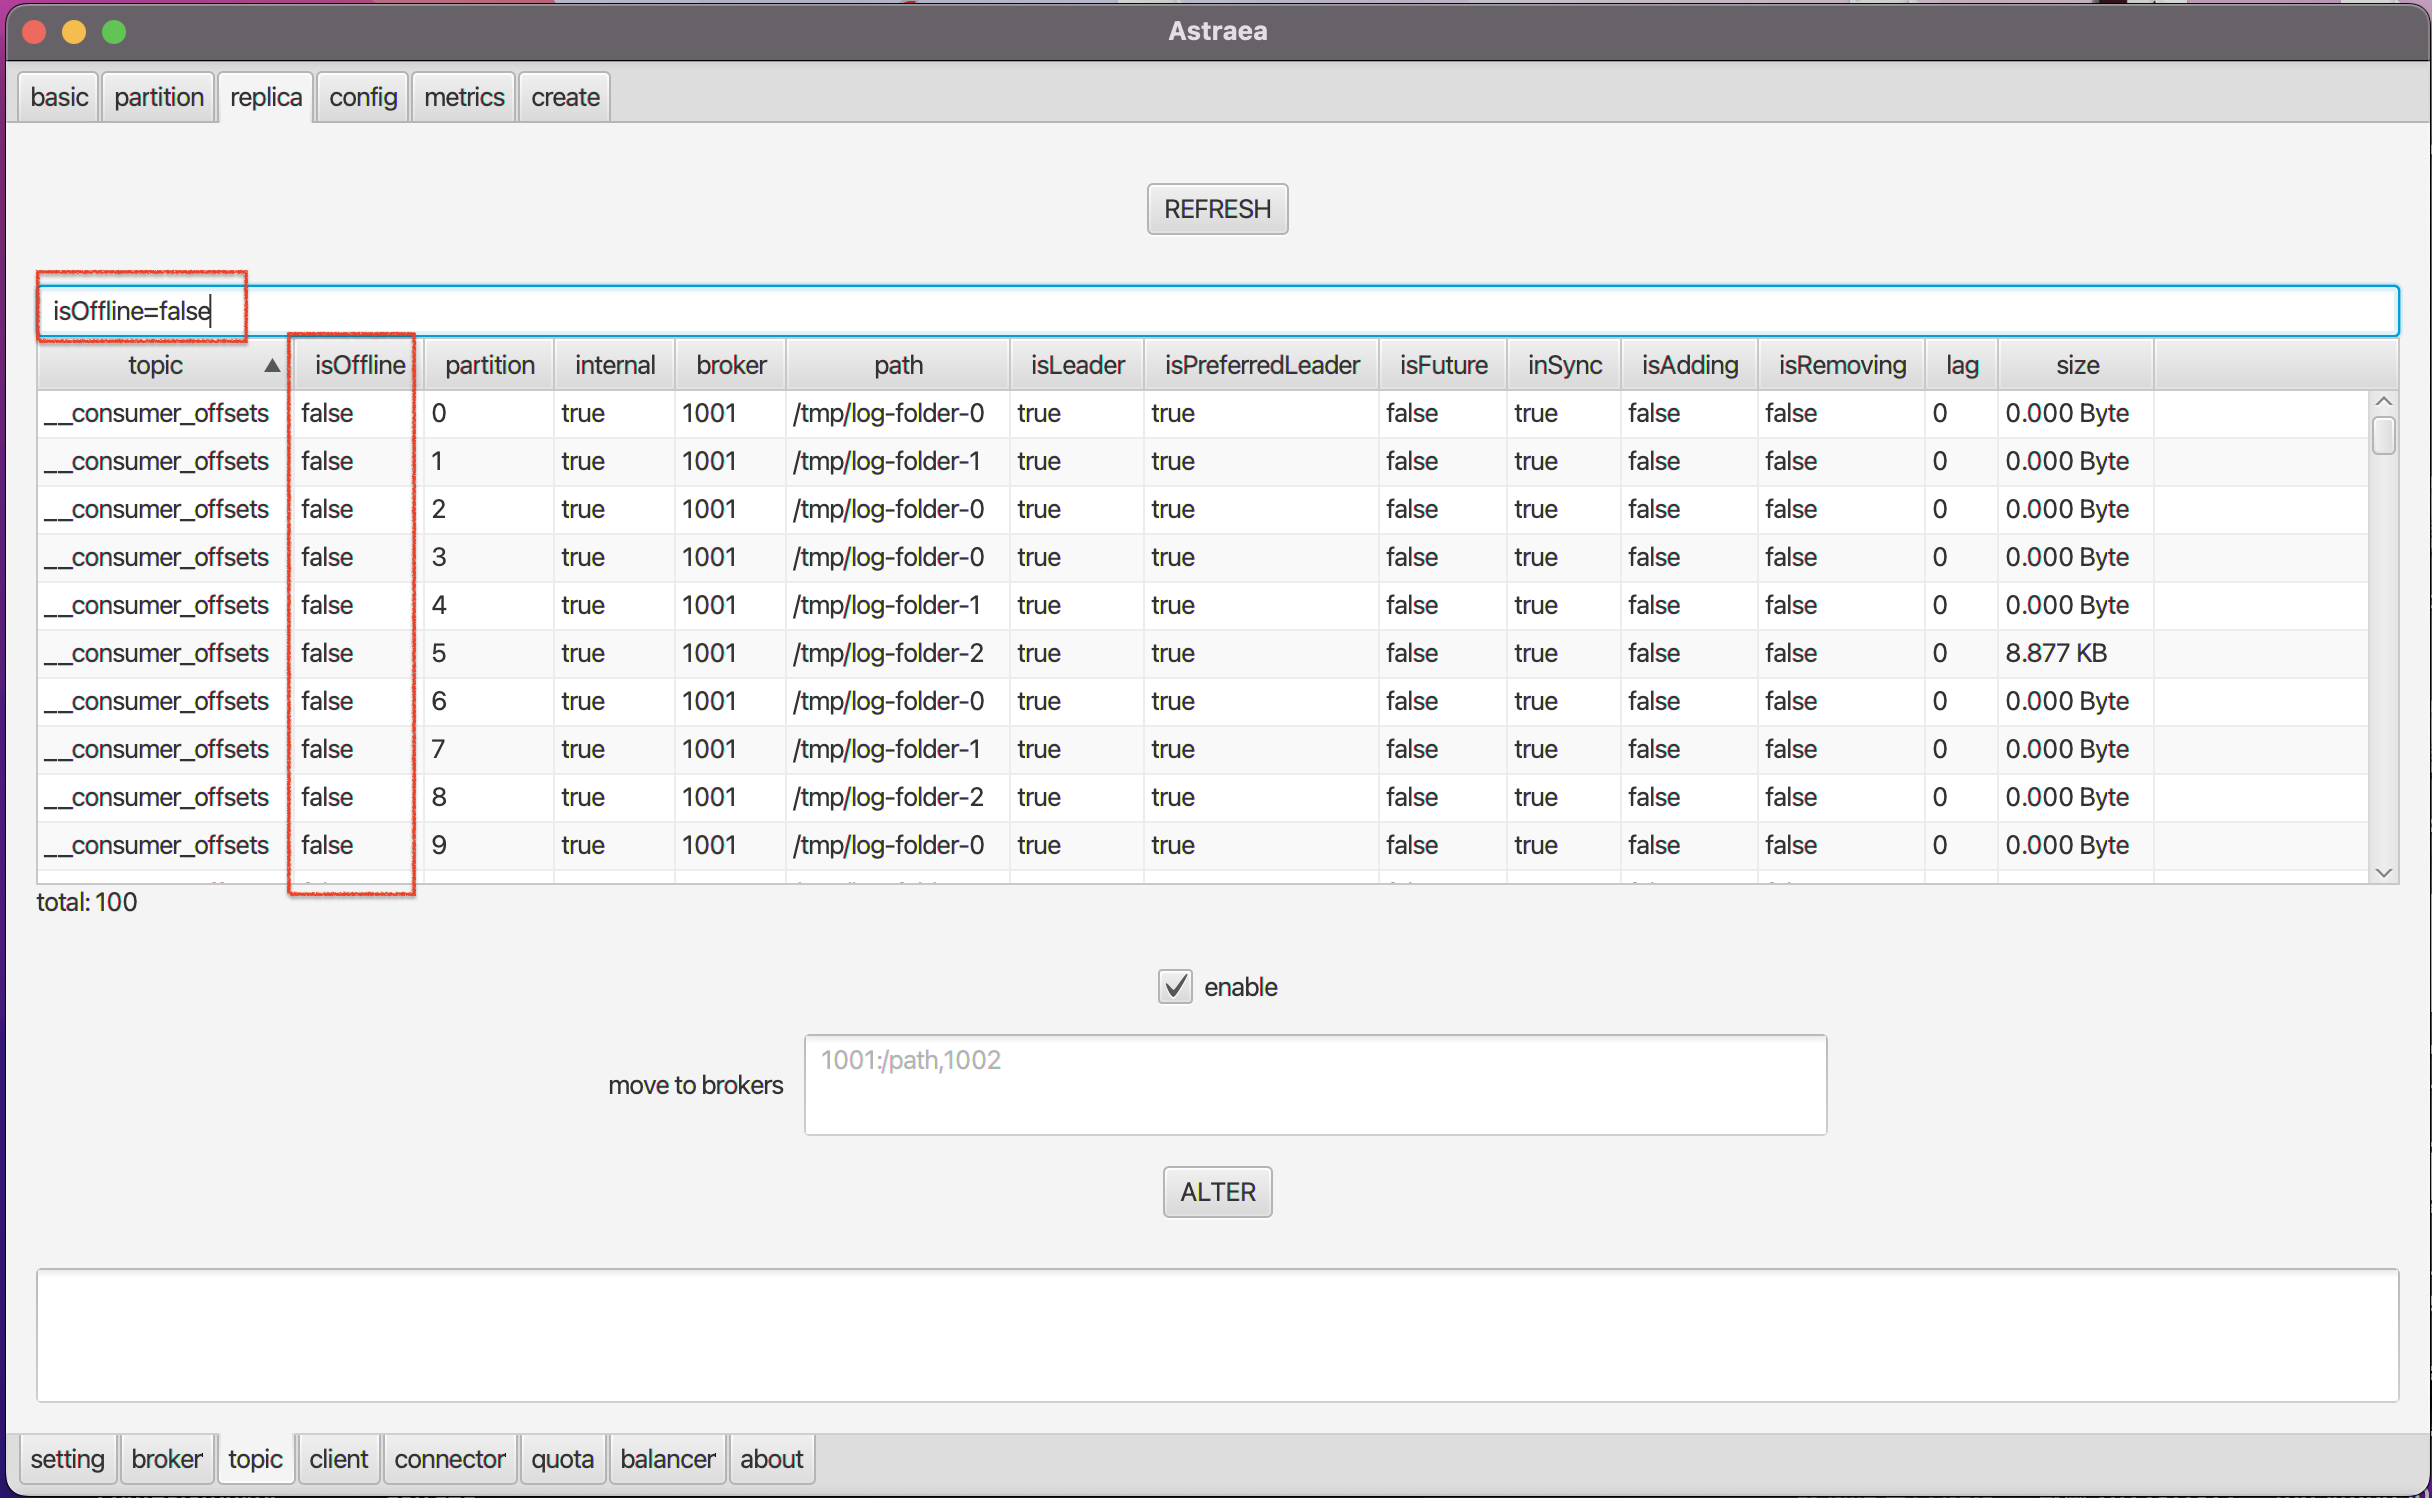 Astraea
basic partition replica config metrics create
REFRESH
isOffline=false
topic isOffline partition internal broker path isLeader isPreferredLeader isFuture inSync isAdding isRemoving lag size
__consumer_offsets false 0 true 1001 /tmp/log-folder-0 true true false true false false 0 0.000 Byte
__consumer_offsets false 1 true 1001 /tmp/log-folder-1 true true false true false false 0 0.000 Byte
__consumer_offsets false 2 true 1001 /tmp/log-folder-0 true true false true false false 0 0.000 Byte
__consumer_offsets false 3 true 1001 /tmp/log-folder-0 true true false true false false 0 0.000 Byte
__consumer_offsets false 4 true 1001 /tmp/log-folder-1 true true false true false false 0 0.000 Byte
__consumer_offsets false 5 true 1001 /tmp/log-folder-2 true true false true false false 0 8.877 KB
__consumer_offsets false 6 true 1001 /tmp/log-folder-0 true true false true false false 0 0.000 Byte
__consumer_offsets false 7 true 1001 /tmp/log-folder-1 true true false true false false 0 0.000 Byte
__consumer_offsets false 8 true 1001 /tmp/log-folder-2 true true false true false false 0 0.000 Byte
__consumer_offsets false 9 true 1001 /tmp/log-folder-0 true true false true false false 0 0.000 Byte
total: 100
enable
move to brokers 1001:/path,1002
ALTER
setting broker topic client connector quota balancer about